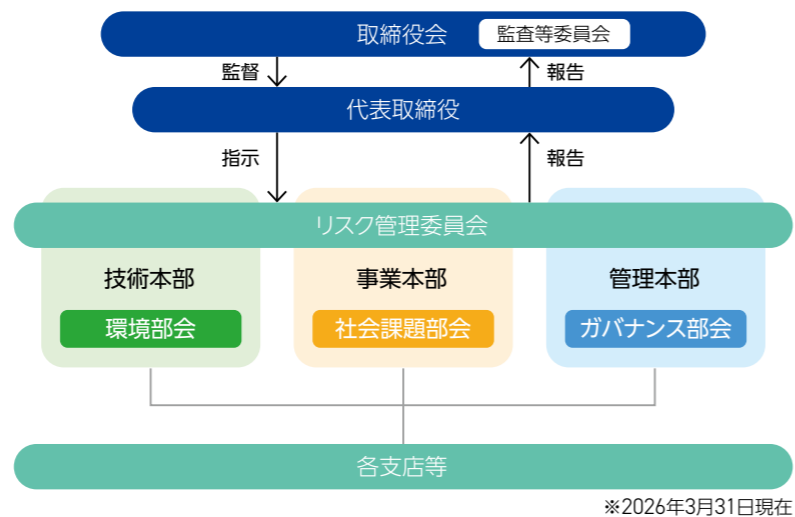 取締役会 監査等委員会
監督 報告
代表取締役
指示 報告
リスク管理委員会
技術本部 事業本部 管理本部
環境部会 社会課題部会 ガバナンス部会
各支店等
※2026年3月31日現在